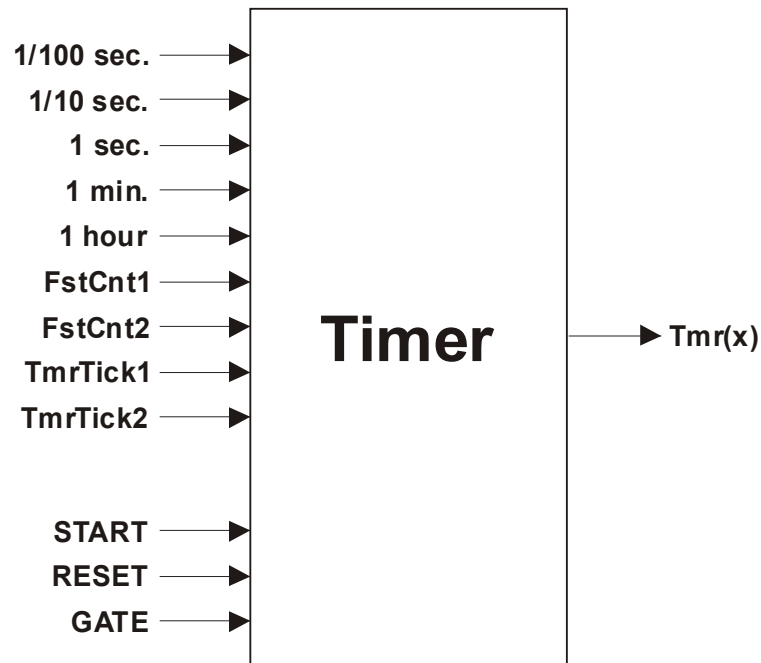 1/100 sec.
1/10 sec.
1 sec.
1 min.
1 hour
FstCnt1
FstCnt2
TmrTick1
TmrTick2
START
RESET
GATE
Timer
Tmr(x)